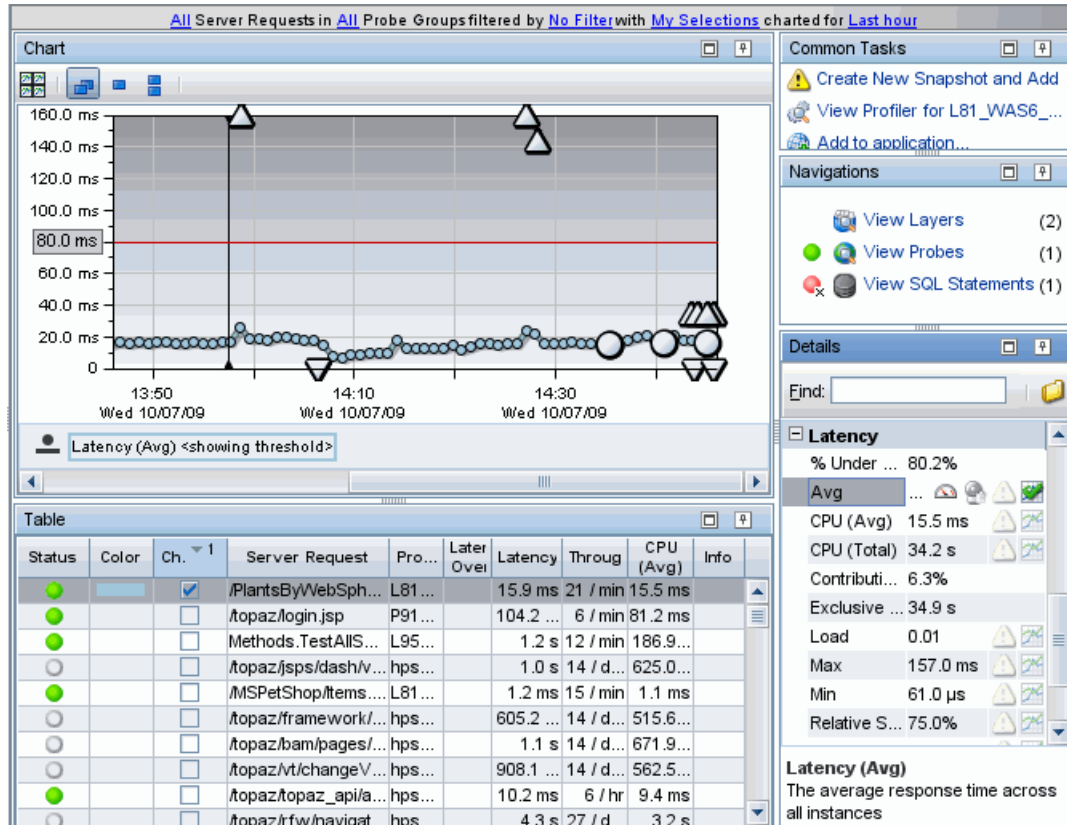 All Server Requests in All Probe Groups filtered by No Filter with My Selections charted for Last hour
Chart
160.0 ms
140.0 ms
120.0 ms
100.0 ms
80.0 ms
60.0 ms
40.0 ms
20.0 ms
0
13:50 14:10 14:30
Wed 10/07/09 Wed 10/07/09 Wed 10/07/09
Latency (Avg) <showing threshold>
Table
Status Color Ch. 1 Server Request Pro... Later Over Latency Throug CPU (Avg) Info
/PlantsByWebSph... L81... 15.9 ms 21 / min 15.5 ms
/topaz/login.jsp P91... 104.2 ... 6 / min 81.2 ms
Methods.TestAllS... L95... 1.2 s 12 / min 186.9...
/topaz/jsps/dash/v... hps... 1.0 s 14 / d... 625.0...
/MSPetShop/Items.... L81... 1.2 ms 15 / min 1.1 ms
/topaz/framework/... hps... 605.2 ... 14 / d... 515.6...
/topaz/bam/pages/... hps... 1.1 s 14 / d... 671.9...
/topaz/vt/changeV... hps... 908.1 ... 14 / d... 562.5...
/topaz/topaz_api/a... hps... 10.2 ms 6 / hr 9.4 ms
/topaz/rfw/navigat... hps... 4.3 s 27 / d... 3.2 s
Common Tasks
Create New Snapshot and Add
View Profiler for L81_WAS6_...
Add to application...
Navigations
View Layers (2)
View Probes (1)
View SQL Statements (1)
Details
Find:
Latency
% Under ... 80.2%
Avg ...
CPU (Avg) 15.5 ms
CPU (Total) 34.2 s
Contributi... 6.3%
Exclusive ... 34.9 s
Load 0.01
Max 157.0 ms
Min 61.0 µs
Relative S... 75.0%
Latency (Avg)
The average response time across
all instances